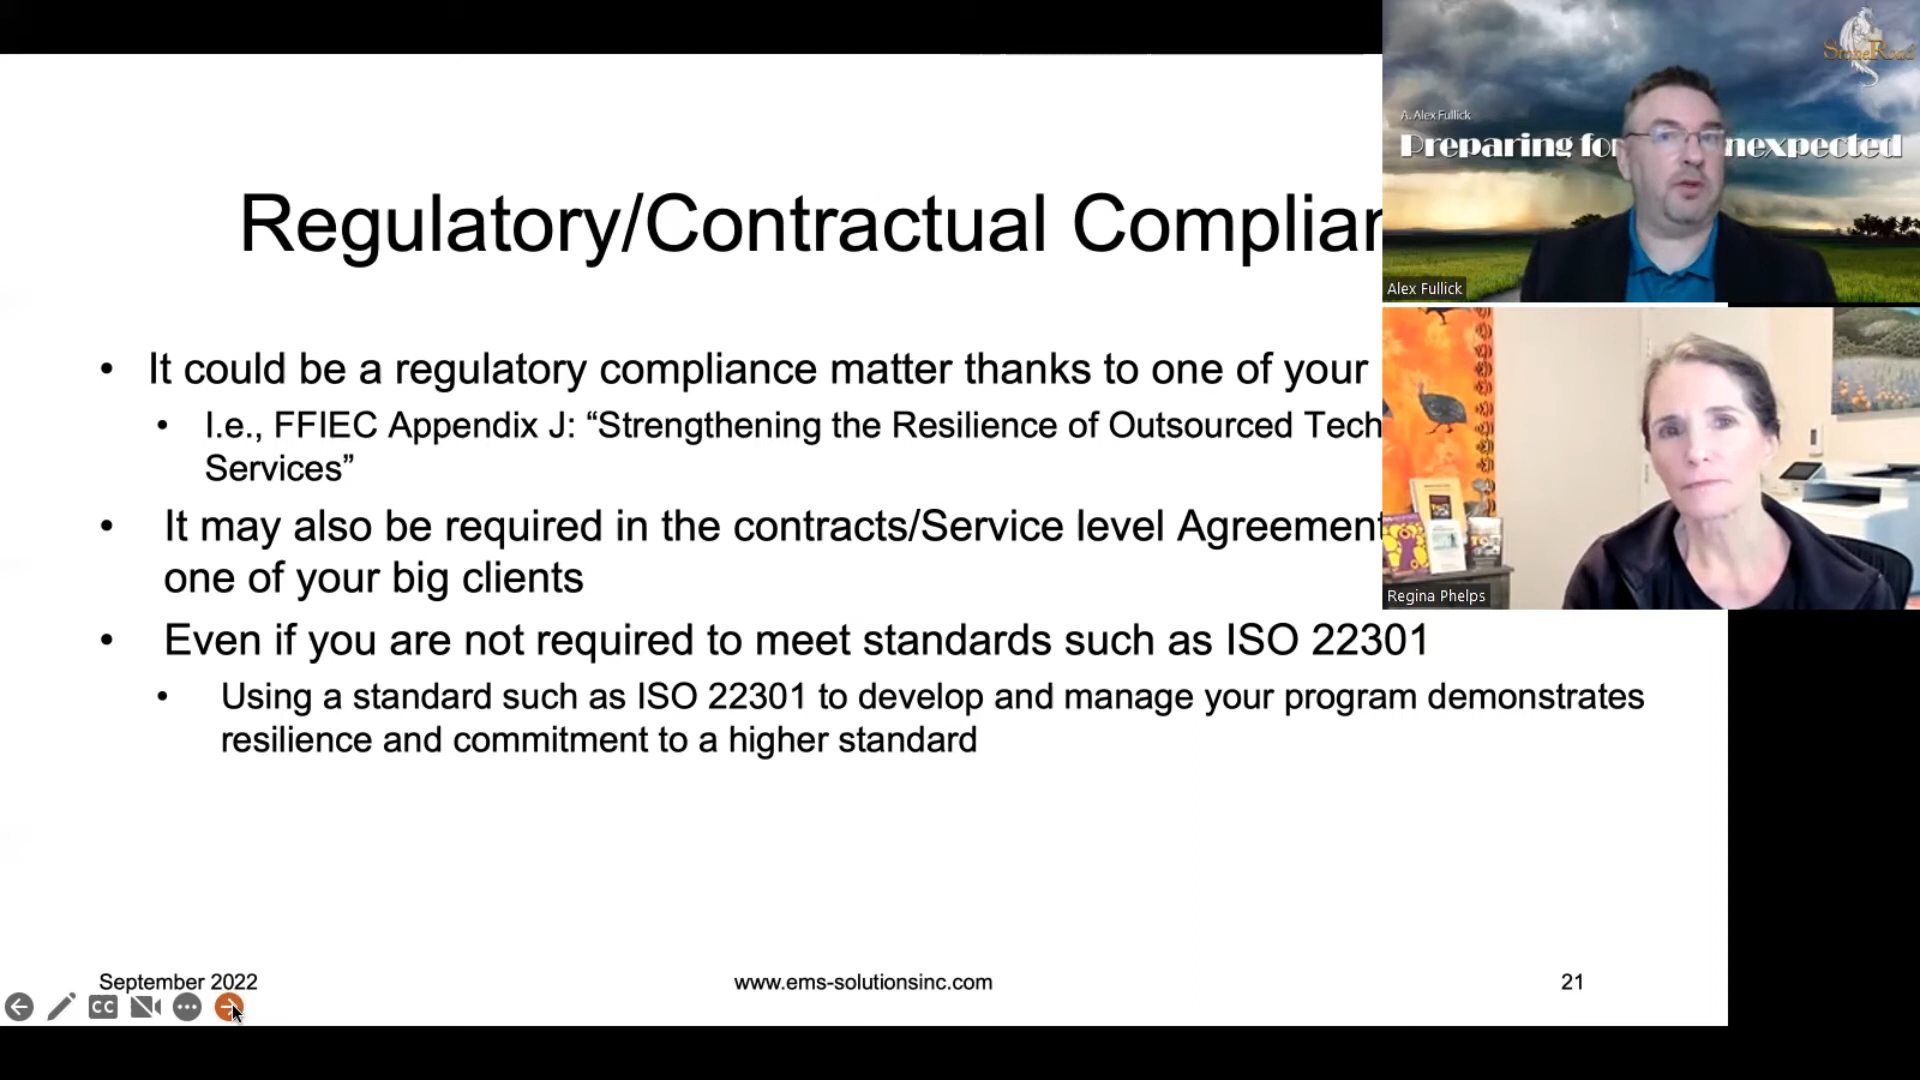 StoneRoad
A. Alex Fullick
Preparing for nexpected
Alex Fullick
Regulatory/Contractual Complian
• It could be a regulatory compliance matter thanks to one of your
• I.e., FFIEC Appendix J: “Strengthening the Resilience of Outsourced Tech
Services”
• It may also be required in the contracts/Service level Agreement
one of your big clients
Regina Phelps
• Even if you are not required to meet standards such as ISO 22301
• Using a standard such as ISO 22301 to develop and manage your program demonstrates
resilience and commitment to a higher standard
September 2022
www.ems-solutionsinc.com
21
CC